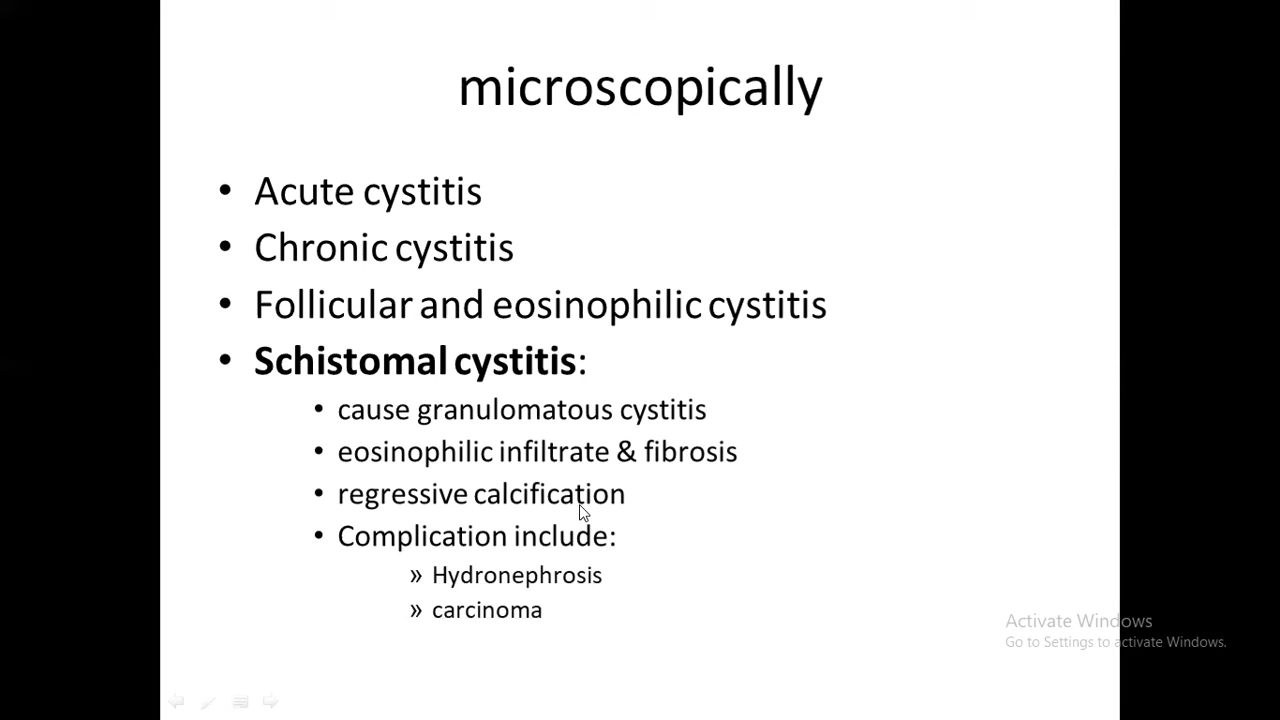 microscopically
• Acute cystitis
• Chronic cystitis
• Follicular and eosinophilic cystitis
• Schistomal cystitis:
• cause granulomatous cystitis
• eosinophilic infiltrate & fibrosis
• regressive calcification
• Complication include:
» Hydronephrosis
» carcinoma
Activate Windows
Go to Settings to activate Windows.